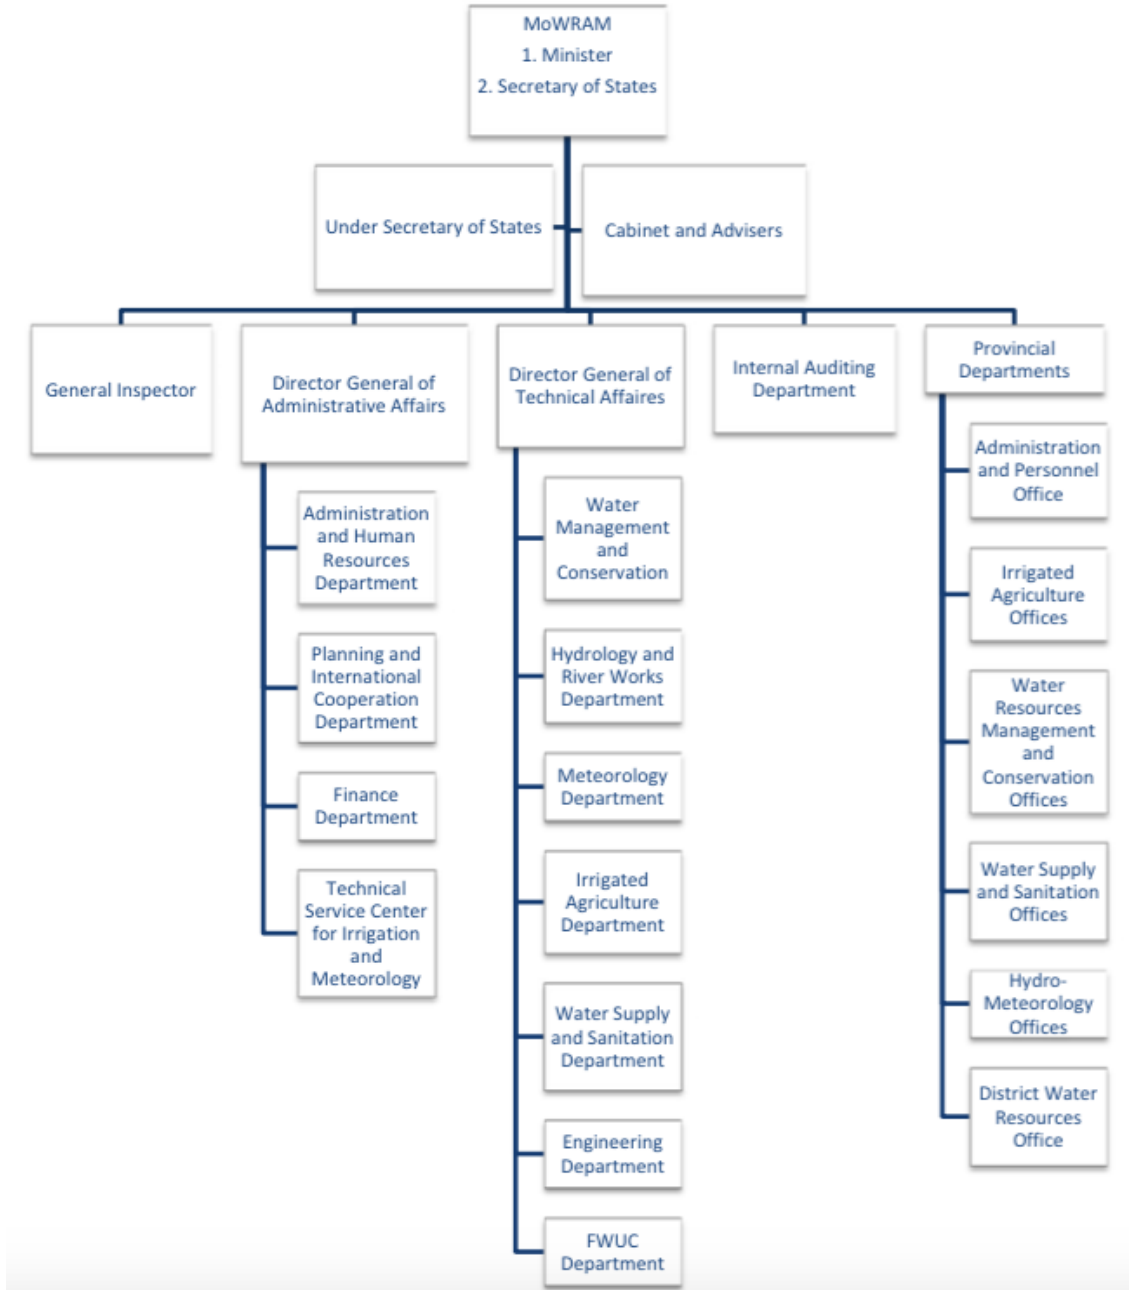 MoWRAM
1. Minister
2. Secretary of States
Under Secretary of States
Cabinet and Advisers
General Inspector
Director General of
Administrative Affairs
Administration
and Human
Resources
Department
Planning and
International
Cooperation
Department
Finance
Department
Technical
Service Center
for Irrigation
and
Meteorology
Director General of
Technical Affaires
Water
Management
and
Conservation
Hydrology and
River Works
Department
Meteorology
Department
Irrigated
Agriculture
Department
Water Supply
and Sanitation
Department
Engineering
Department
FWUC
Department
Internal Auditing
Department
Provincial
Departments
Administration
and Personnel
Office
Irrigated
Agriculture
Offices
Water
Resources
Management
and
Conservation
Offices
Water Supply
and Sanitation
Offices
Hydro-
Meteorology
Offices
District Water
Resources
Office